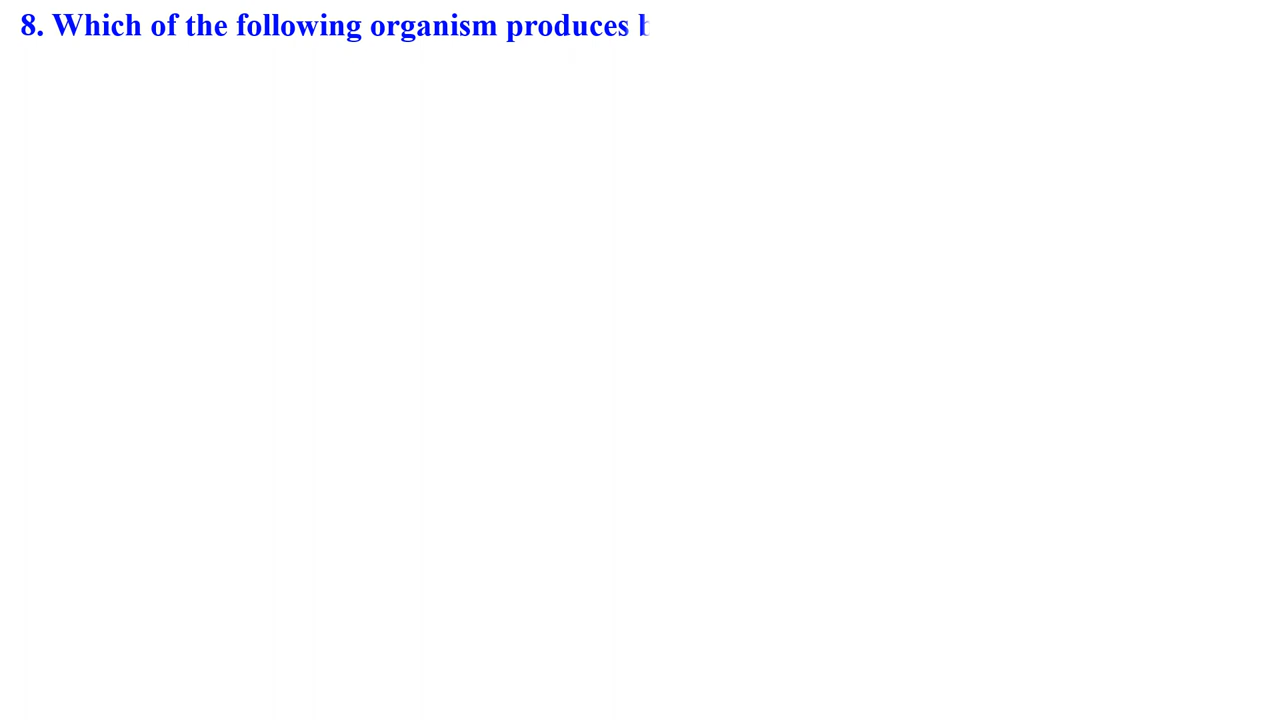 8. Which of the following organism produces